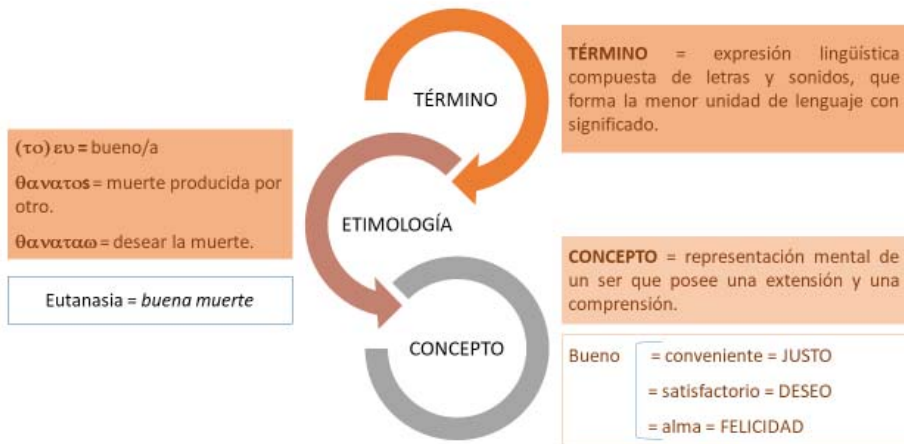 TÉRMINO
TÉRMINO = expresión lingüística
compuesta de letras y sonidos, que
forma la menor unidad de lenguaje con
significado.
(το) ευ = bueno/a
θανατοs = muerte producida por
otro.
θαναταω = desear la muerte.
Eutanasia = buena muerte
ETIMOLOGÍA
CONCEPTO
CONCEPTO = representación mental de
un ser que posee una extensión y una
comprensión.
Bueno = conveniente = JUSTO
= satisfactorio = DESEO
= alma = FELICIDAD